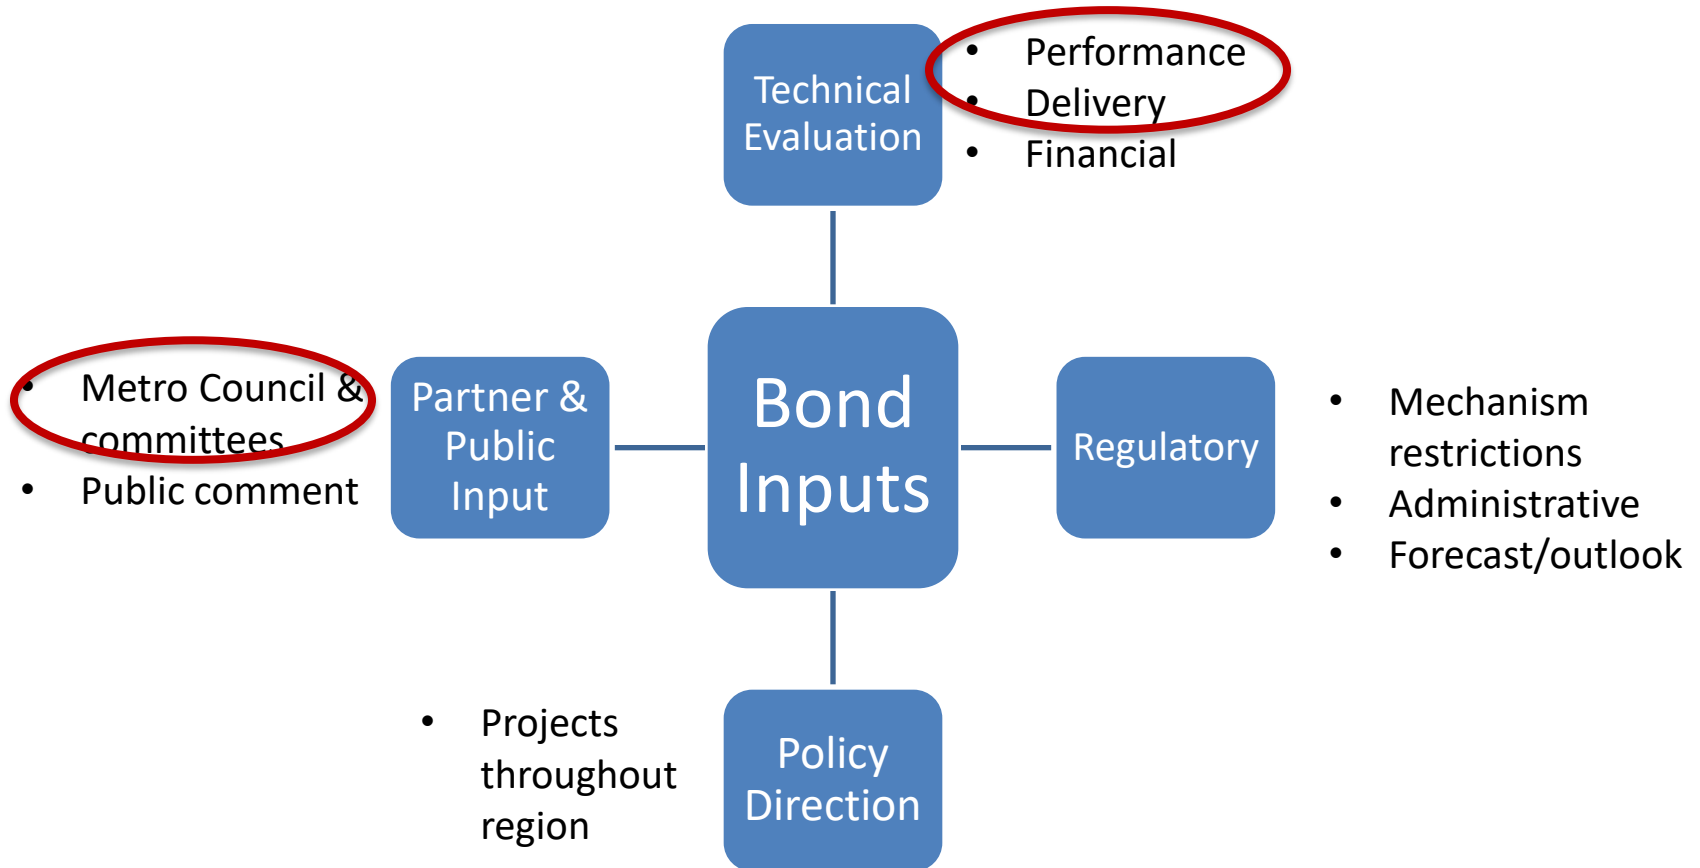 Technical
Evaluation
• Performance
• Delivery
• Financial
• Metro Council &
committees
• Public comment
Partner &
Public
Input
Bond
Inputs
Regulatory
• Mechanism
restrictions
• Administrative
• Forecast/outlook
• Projects
throughout
region
Policy
Direction